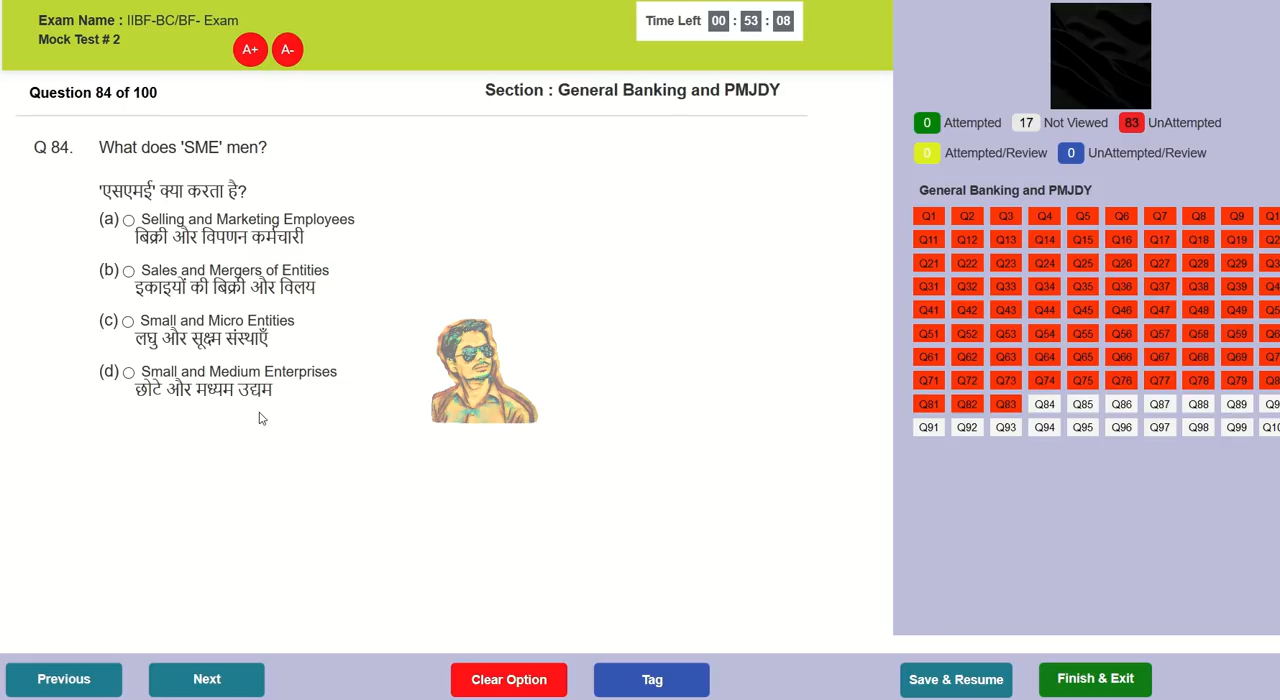 Exam Name : IIBF-BC/BF- Exam
Mock Test # 2
A+ A-
Time Left 00 : 53 : 08
Question 84 of 100
Section : General Banking and PMJDY
Q 84. What does 'SME' men?
'एसएमई' क्या करता है?
(a) Selling and Marketing Employees
बिक्री और विपणन कर्मचारी
(b) Sales and Mergers of Entities
इकाइयों की बिक्री और विलय
(c) Small and Micro Entities
लघु और सूक्ष्म संस्थाएँ
(d) Small and Medium Enterprises
छोटे और मध्यम उद्यम
0 Attempted 17 Not Viewed 83 UnAttempted
0 Attempted/Review 0 UnAttempted/Review
General Banking and PMJDY
Q1 Q2 Q3 Q4 Q5 Q6 Q7 Q8 Q9
Q11 Q12 Q13 Q14 Q15 Q16 Q17 Q18 Q19
Q21 Q22 Q23 Q24 Q25 Q26 Q27 Q28 Q29
Q31 Q32 Q33 Q34 Q35 Q36 Q37 Q38 Q39
Q41 Q42 Q43 Q44 Q45 Q46 Q47 Q48 Q49
Q51 Q52 Q53 Q54 Q55 Q56 Q57 Q58 Q59
Q61 Q62 Q63 Q64 Q65 Q66 Q67 Q68 Q69
Q71 Q72 Q73 Q74 Q75 Q76 Q77 Q78 Q79
Q81 Q82 Q83 Q84 Q85 Q86 Q87 Q88 Q89
Q91 Q92 Q93 Q94 Q95 Q96 Q97 Q98 Q99
Previous Next Clear Option Tag Save & Resume Finish & Exit